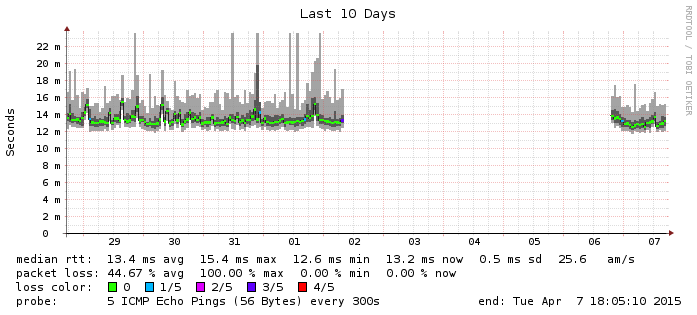 Last 10 Days
RRDTOOL / TOBI OETIKER
Seconds
22 m
20 m
18 m
16 m
14 m
12 m
10 m
8 m
6 m
4 m
2 m
0
29 30 31 01 02 03 04 05 06 07
median rtt: 13.4 ms avg 15.4 ms max 12.6 ms min 13.2 ms now 0.5 ms sd 25.6 am/s
packet loss: 44.67 % avg 100.00 % max 0.00 % min 0.00 % now
loss color: 0 1/5 2/5 3/5 4/5
probe: 5 ICMP Echo Pings (56 Bytes) every 300s end: Tue Apr 7 18:05:10 2015